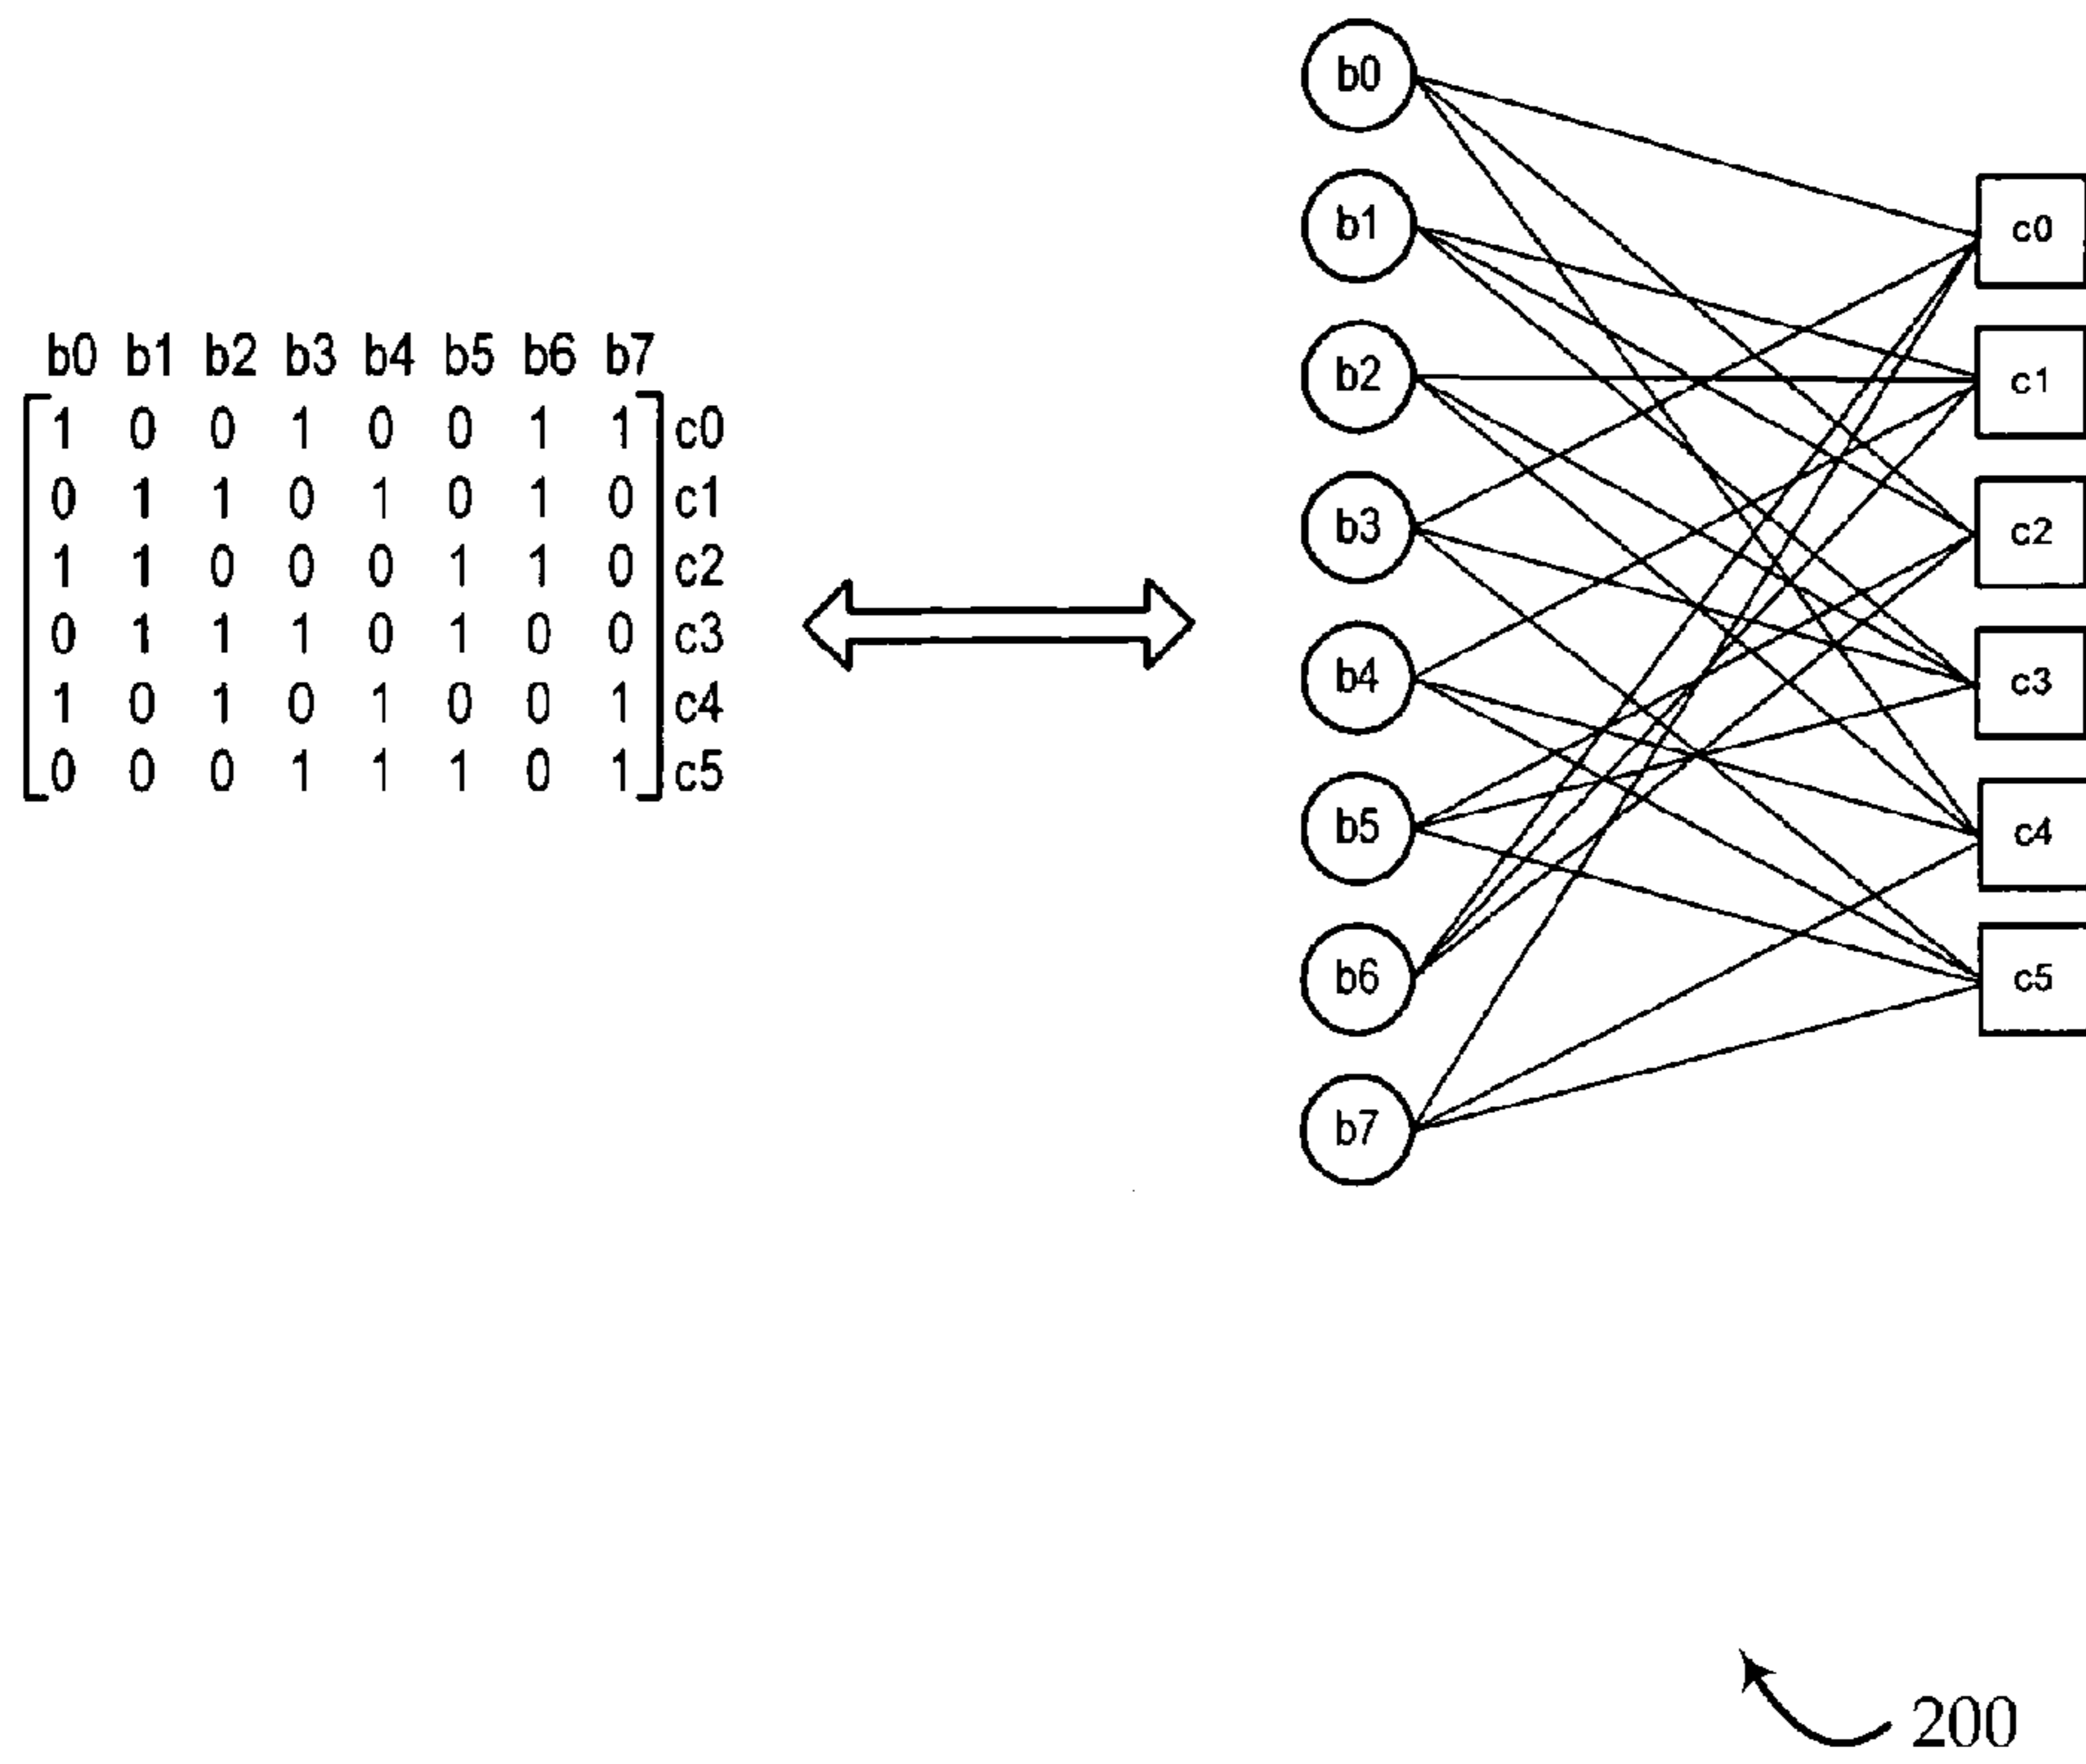 b0 b1 b2 b3 b4 b5 b6 b7
1 0 0 1 0 0 1 1 c0
0 1 1 0 1 0 1 0 c1
1 1 0 0 0 1 1 0 c2
0 1 1 1 0 1 0 0 c3
1 0 1 0 1 0 0 1 c4
0 0 0 1 1 1 0 1 c5
b0
b1
b2
b3
b4
b5
b6
b7
c0
c1
c2
c3
c4
c5
200